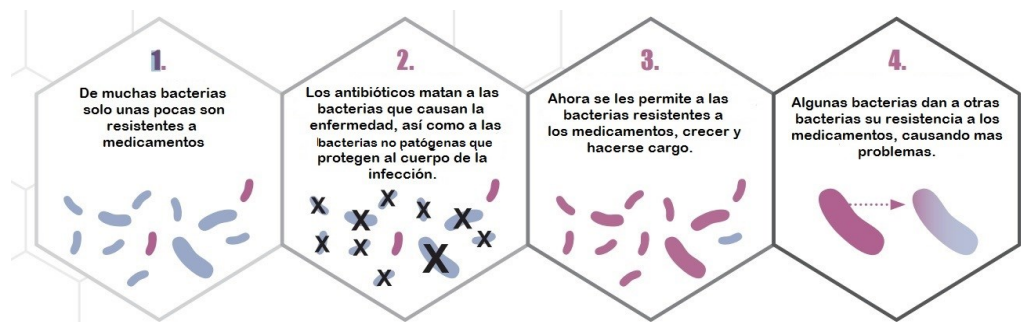 1.
De muchas bacterias
solo unas pocas son
resistentes a
medicamentos
2.
Los antibióticos matan a las
bacterias que causan la
enfermedad, así como a las
bacterias no patógenas que
protegen al cuerpo de la
infección.
X X X X X X X X X X
3.
Ahora se les permite a las
bacterias resistentes a
los medicamentos, crecer y
hacerse cargo.
4.
Algunas bacterias dan a otras
bacterias su resistencia a los
medicamentos, causando mas
problemas.